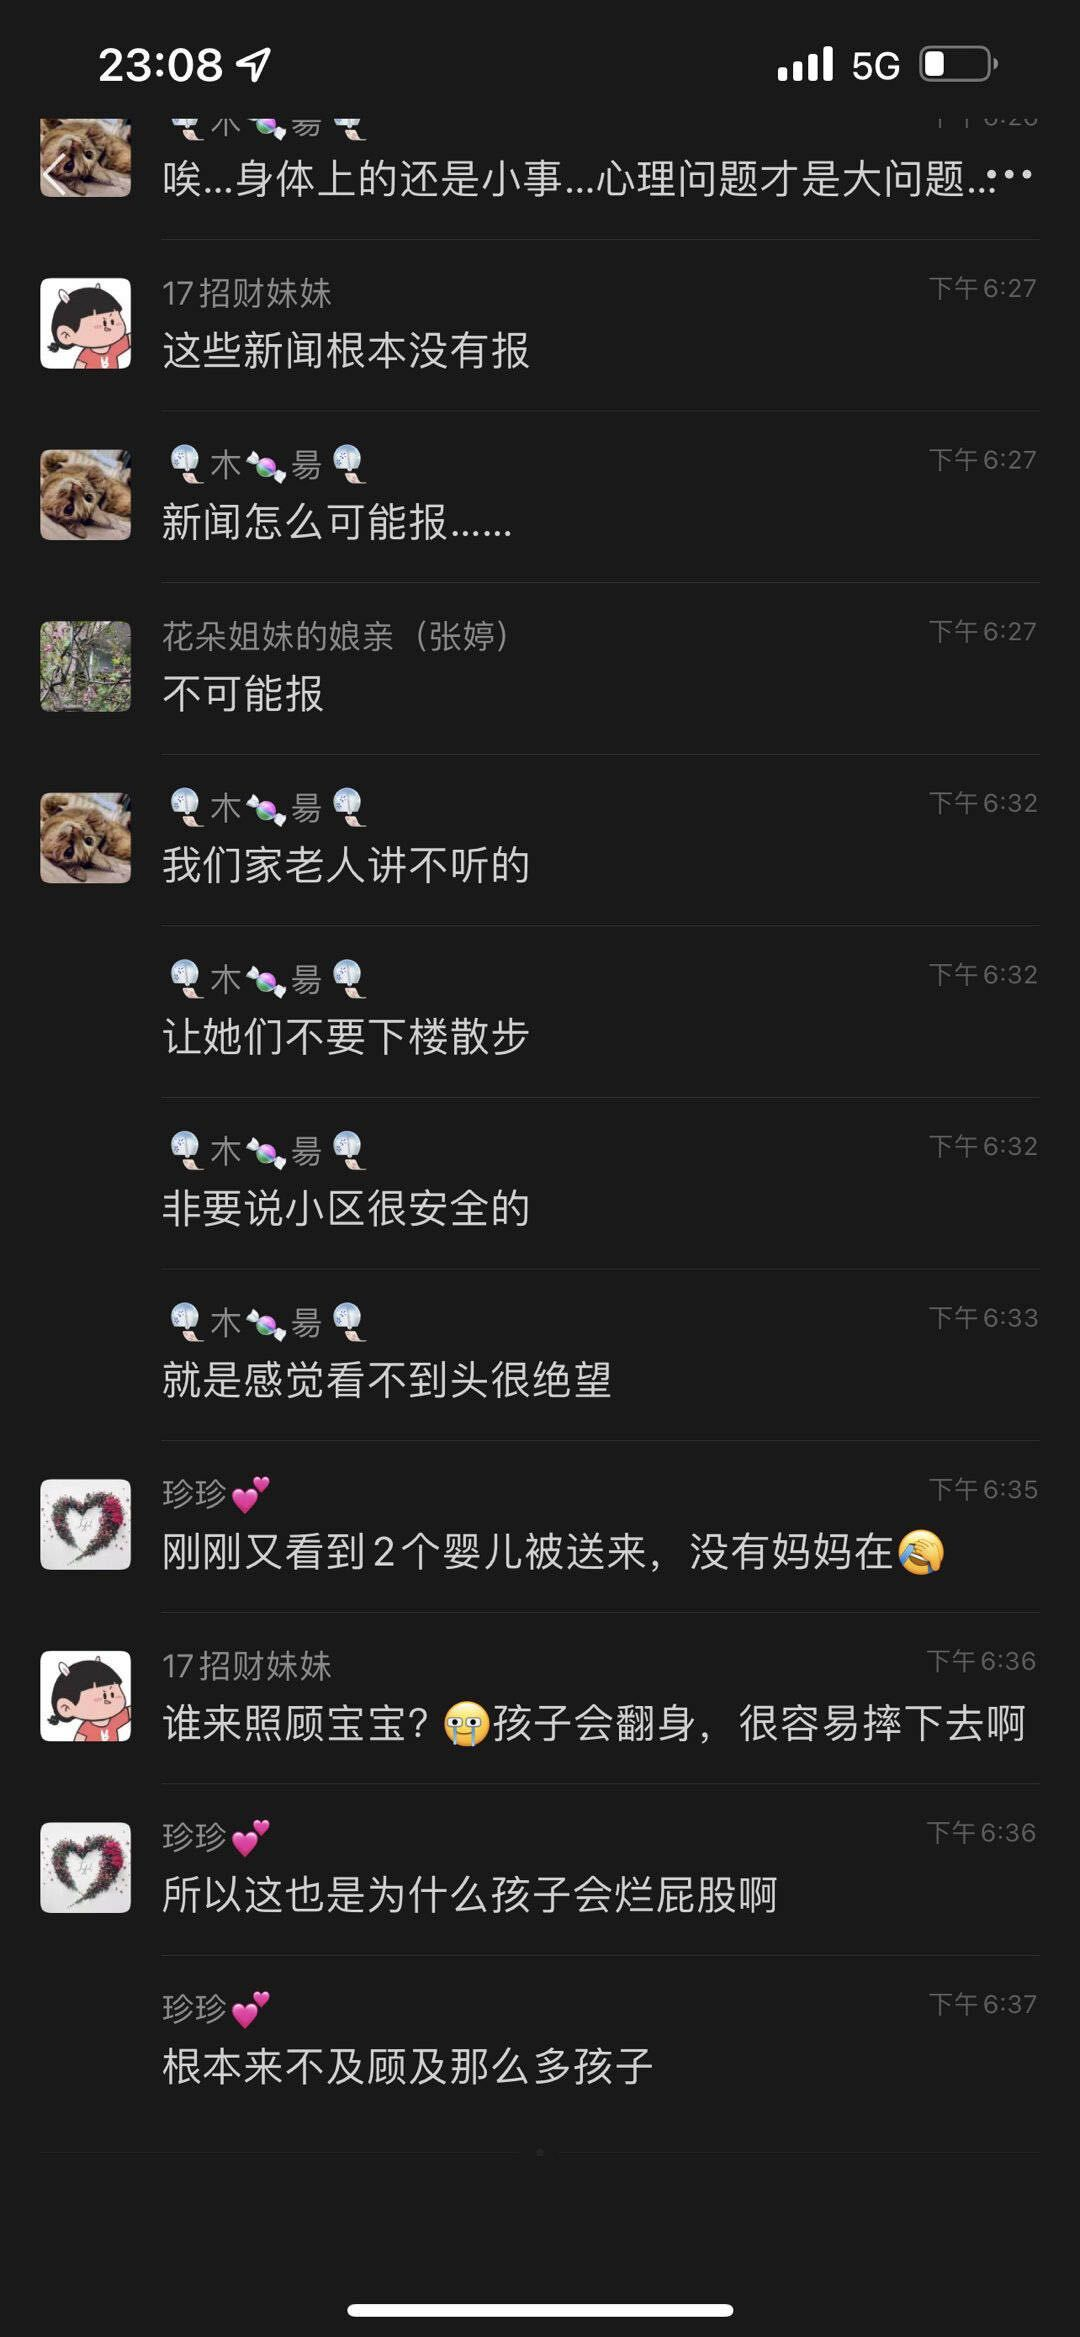 23:08
5G
唉...身体上的还是小事...心理问题才是大问题...
17招财妹妹
下午6:27
这些新闻根本没有报
木🍬昜
下午6:27
新闻怎么可能报......
花朵姐妹的娘亲（张婷）
下午6:27
不可能报
木🍬昜
下午6:32
我们家老人讲不听的
木🍬昜
下午6:32
让她们不要下楼散步
木🍬昜
下午6:32
非要说小区很安全的
木🍬昜
下午6:33
就是感觉看不到头很绝望
珍珍💕
下午6:35
刚刚又看到2个婴儿被送来，没有妈妈在
17招财妹妹
下午6:36
谁来照顾宝宝？😭孩子会翻身，很容易摔下去啊
珍珍💕
下午6:36
所以这也是为什么孩子会烂屁股啊
珍珍💕
下午6:37
根本来不及顾及那么多孩子